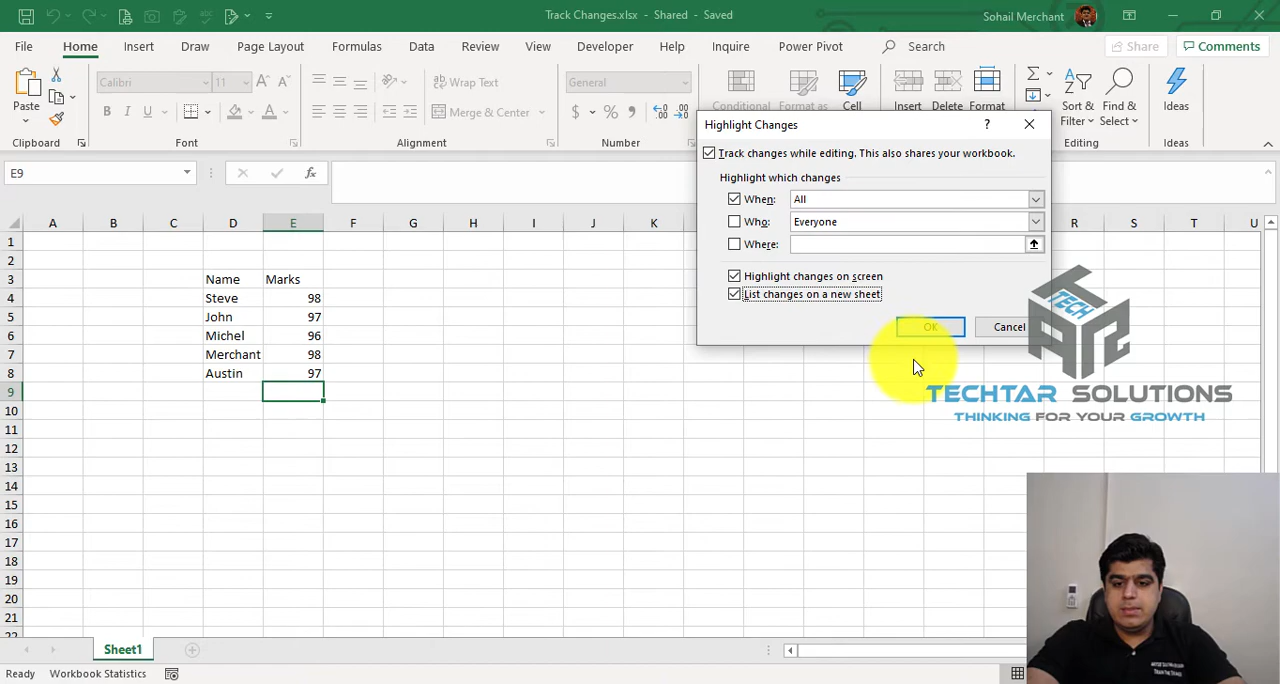 Track Changes.xlsx - Shared - Saved
Sohail Merchant
File Home Insert Draw Page Layout Formulas Data Review View Developer Help Inquire Power Pivot Search Share Comments
Paste
Calibri 11
Wrap Text
General
Conditional Format as Cell
Insert Delete Format
Sort & Filter
Find & Select
Ideas
B I U
Merge & Center
Clipboard Font Alignment Number Editing Ideas
E9
Highlight Changes
Track changes while editing. This also shares your workbook.
Highlight which changes
When: All
Who: Everyone
Where:
Highlight changes on screen
List changes on a new sheet
OK Cancel
A B C D E F G H I J K R S T U
1
2
3 Name Marks
4 Steve 98
5 John 97
6 Michel 96
7 Merchant 98
8 Austin 97
9
10
11
12
13
14
15
16
17
18
19
20
21
22
TECH
TAR
TECHTAR SOLUTIONS
THINKING FOR YOUR GROWTH
Sheet1
Ready Workbook Statistics